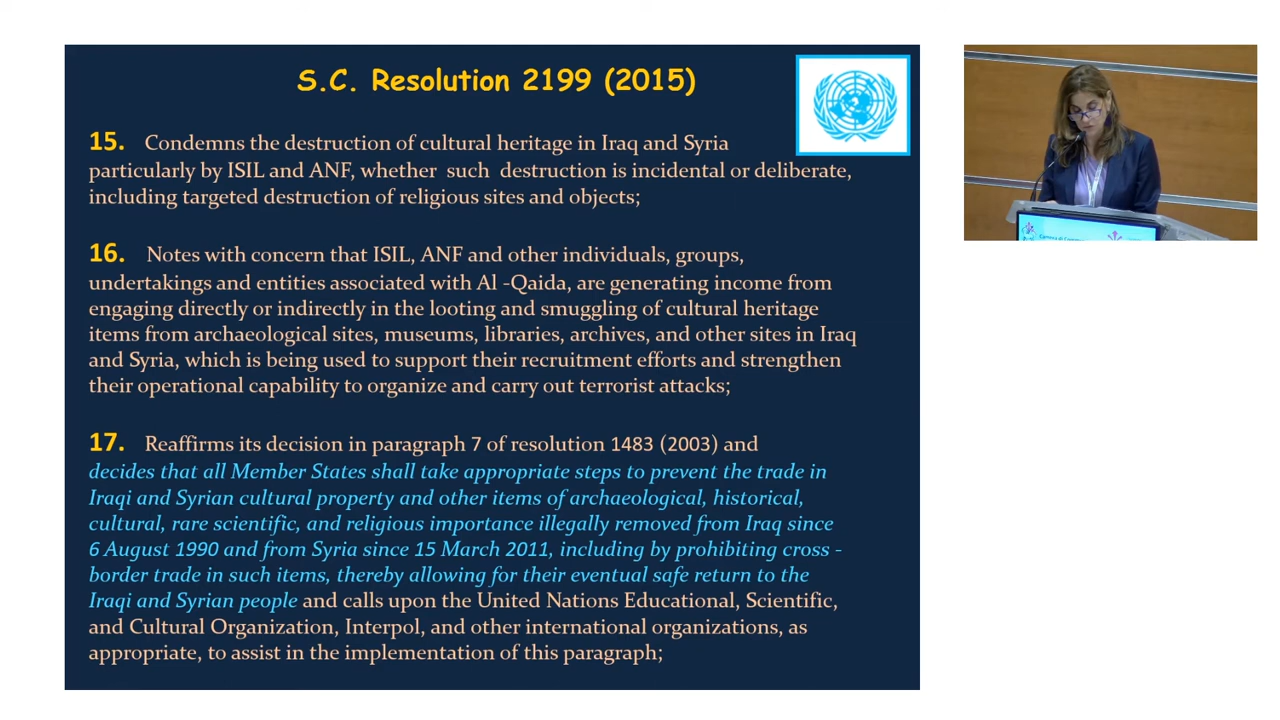 S.C. Resolution 2199 (2015)
15. Condemns the destruction of cultural heritage in Iraq and Syria
particularly by ISIL and ANF, whether such destruction is incidental or deliberate,
including targeted destruction of religious sites and objects;
16. Notes with concern that ISIL, ANF and other individuals, groups,
undertakings and entities associated with Al -Qaida, are generating income from
engaging directly or indirectly in the looting and smuggling of cultural heritage
items from archaeological sites, museums, libraries, archives, and other sites in Iraq
and Syria, which is being used to support their recruitment efforts and strengthen
their operational capability to organize and carry out terrorist attacks;
17. Reaffirms its decision in paragraph 7 of resolution 1483 (2003) and
decides that all Member States shall take appropriate steps to prevent the trade in
Iraqi and Syrian cultural property and other items of archaeological, historical,
cultural, rare scientific, and religious importance illegally removed from Iraq since
6 August 1990 and from Syria since 15 March 2011, including by prohibiting cross -
border trade in such items, thereby allowing for their eventual safe return to the
Iraqi and Syrian people and calls upon the United Nations Educational, Scientific,
and Cultural Organization, Interpol, and other international organizations, as
appropriate, to assist in the implementation of this paragraph;